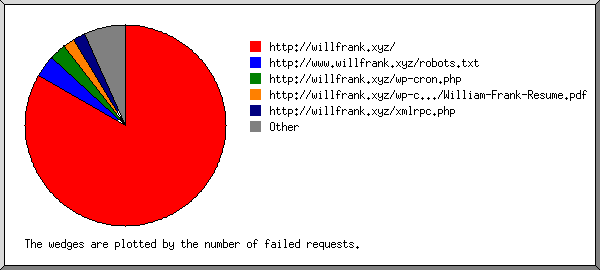 http://willfrank.xyz/
http://www.willfrank.xyz/robots.txt
http://willfrank.xyz/wp-cron.php
http://willfrank.xyz/wp-c.../William-Frank-Resume.pdf
http://willfrank.xyz/xmlrpc.php
Other
The wedges are plotted by the number of failed requests.